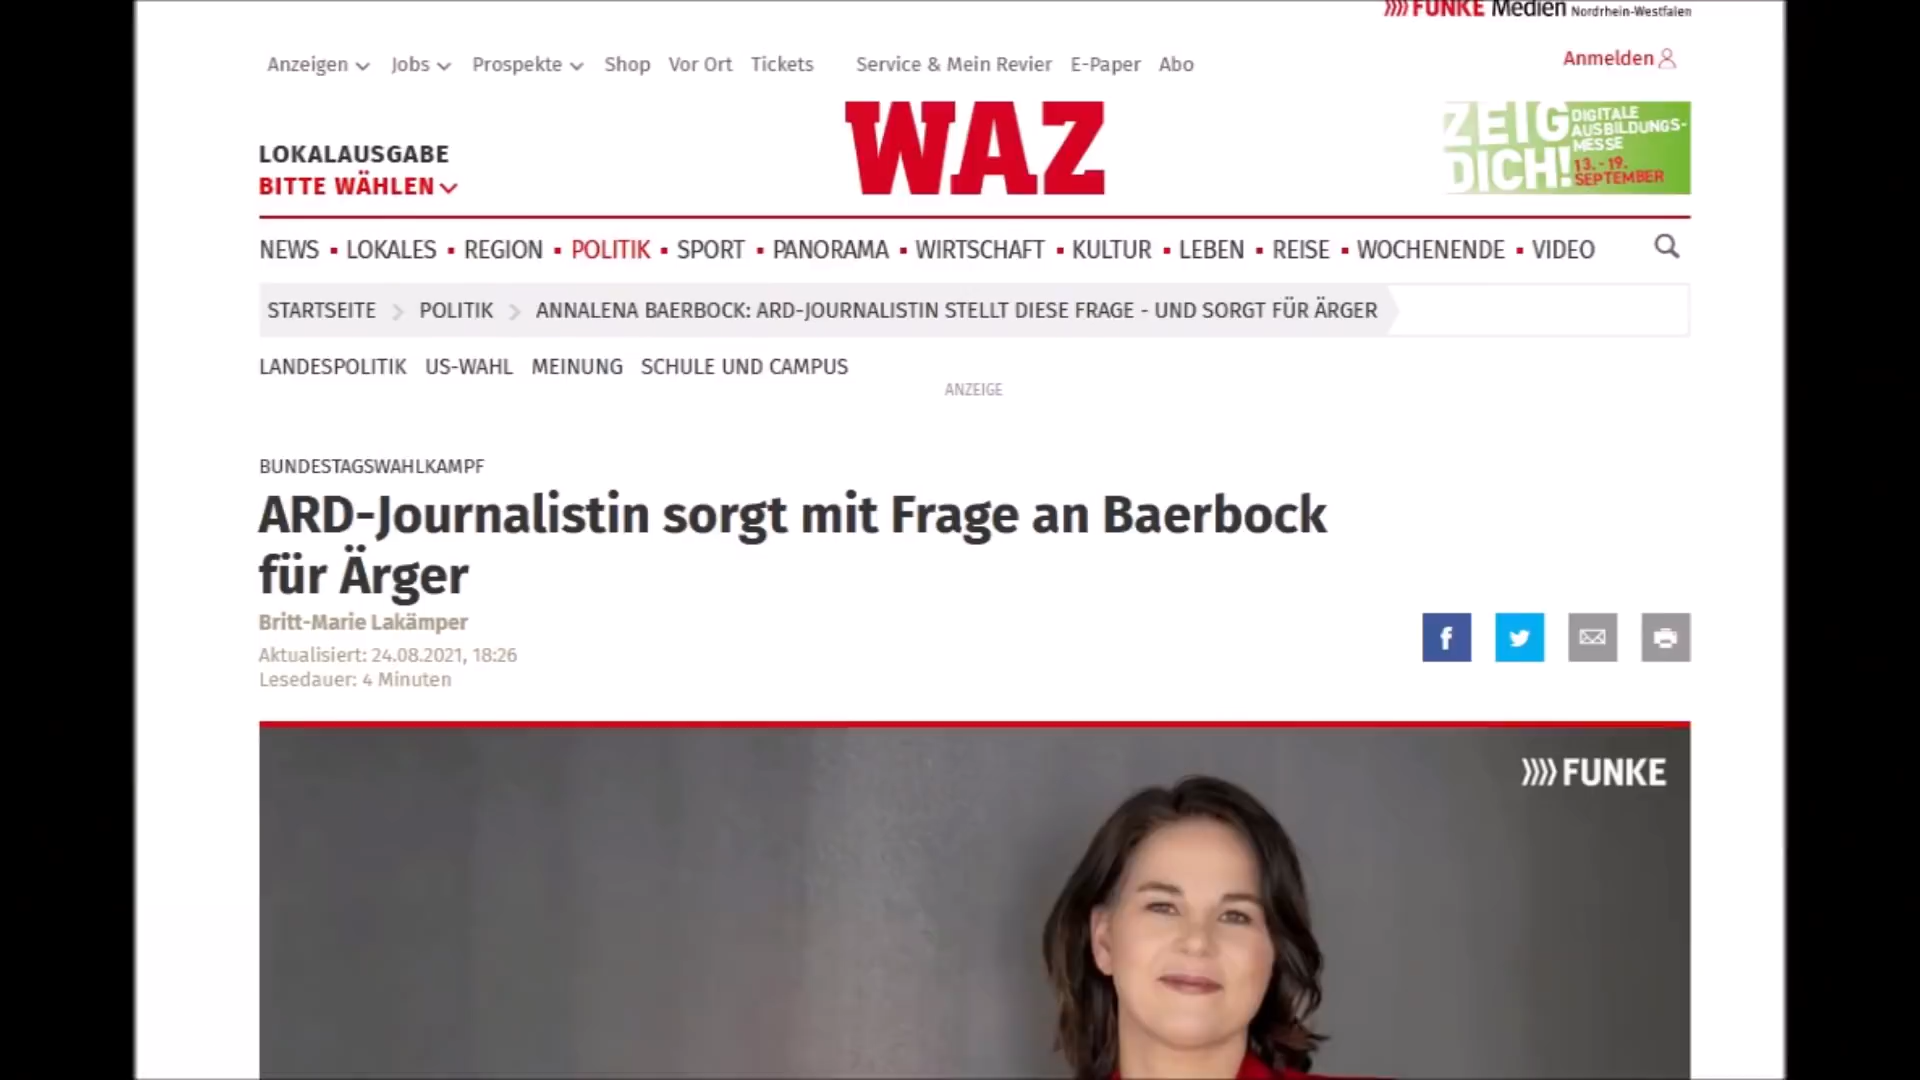 FUNKE Medien Nordrhein-Westfalen
Anzeigen Jobs Prospekte Shop Vor Ort Tickets Service & Mein Revier E-Paper Abo Anmelden
WAZ
ZEIG DICH!
DIGITALE
AUSBILDUNGS-
MESSE
13.-19.
SEPTEMBER
LOKALAUSGABE
BITTE WÄHLEN
NEWS LOKALES REGION POLITIK SPORT PANORAMA WIRTSCHAFT KULTUR LEBEN REISE WOCHENENDE VIDEO
STARTSEITE POLITIK ANNALENA BAERBOCK: ARD-JOURNALISTIN STELLT DIESE FRAGE - UND SORGT FÜR ÄRGER
LANDESPOLITIK US-WAHL MEINUNG SCHULE UND CAMPUS
ANZEIGE
BUNDESTAGSWAHLKAMPF
ARD-Journalistin sorgt mit Frage an Baerbock
für Ärger
Britt-Marie Lakämper
Aktualisiert: 24.08.2021, 18:26
Lesedauer: 4 Minuten
FUNKE